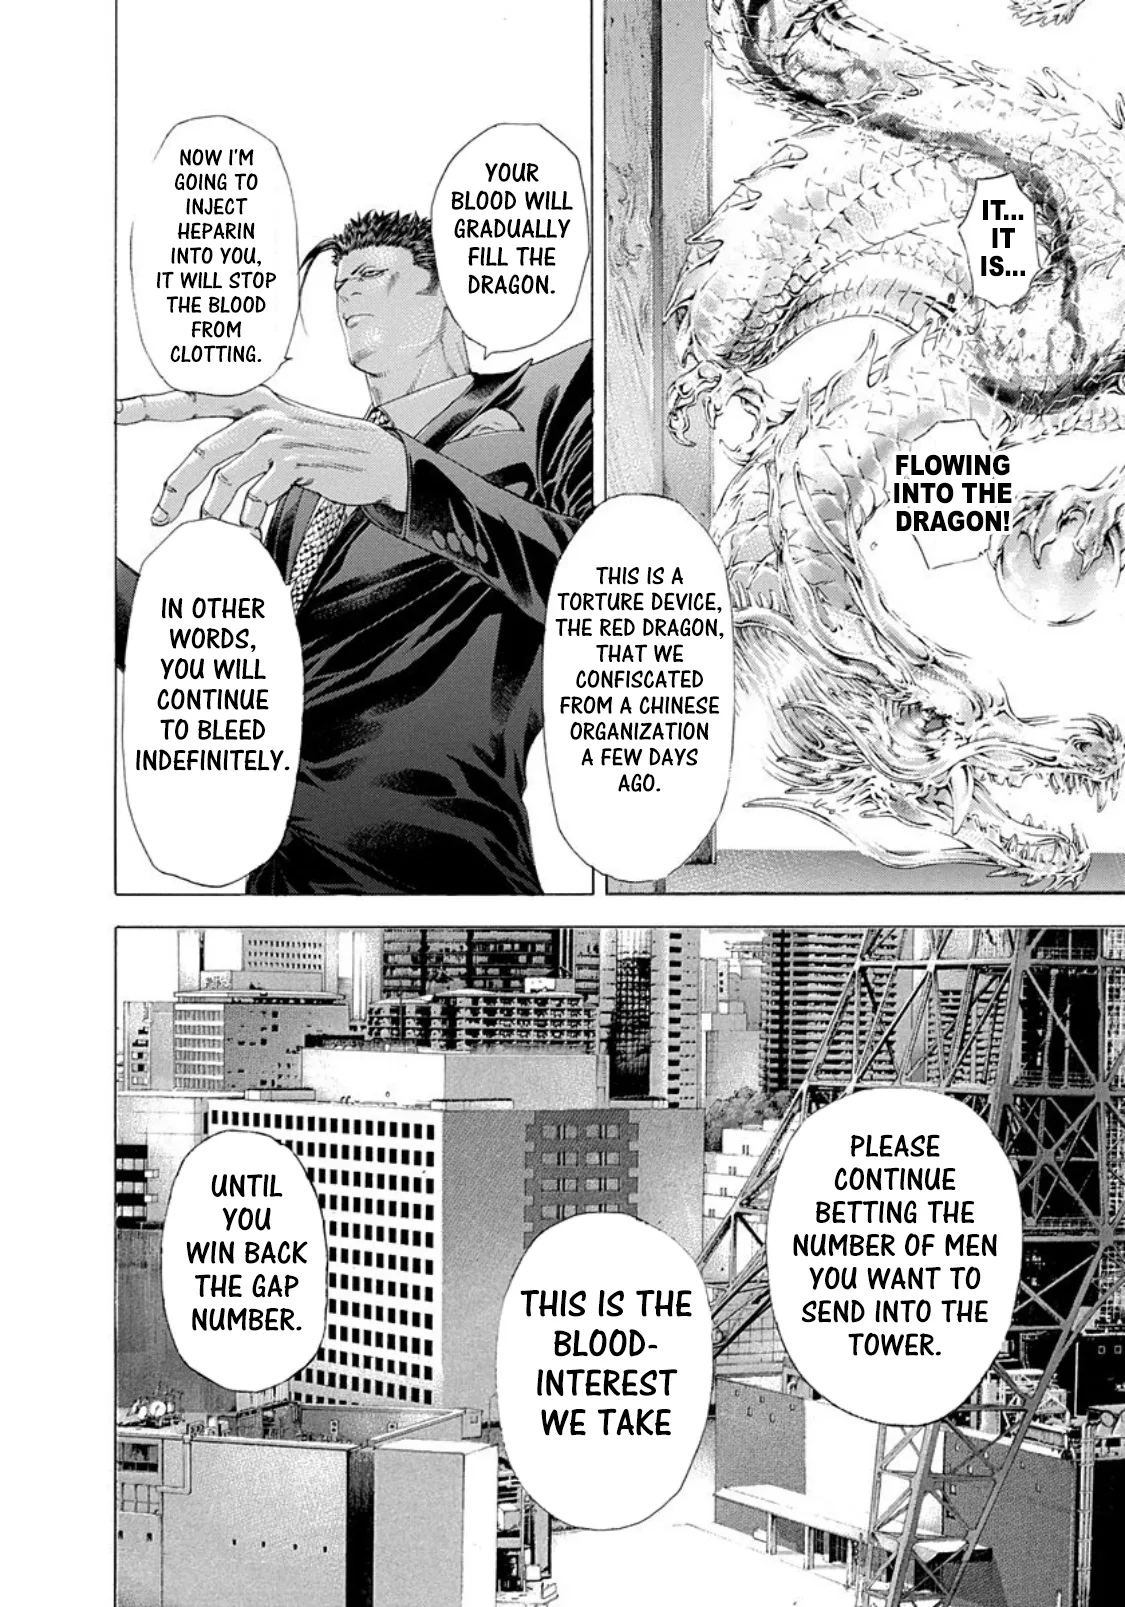 IT...
IT
IS...
FLOWING
INTO THE
DRAGON!
THIS IS A
TORTURE DEVICE,
THE RED DRAGON,
THAT WE
CONFISCATED
FROM A CHINESE
ORGANIZATION
A FEW DAYS
AGO.
YOUR
BLOOD WILL
GRADUALLY
FILL THE
DRAGON.
NOW I'M
GOING TO
INJECT
HEPARIN
INTO YOU,
IT WILL STOP
THE BLOOD
FROM
CLOTTING.
IN OTHER
WORDS,
YOU WILL
CONTINUE
TO BLEED
INDEFINITELY.
PLEASE
CONTINUE
BETTING THE
NUMBER OF MEN
YOU WANT TO
SEND INTO THE
TOWER.
THIS IS THE
BLOOD-
INTEREST
WE TAKE
UNTIL
YOU
WIN BACK
THE GAP
NUMBER.